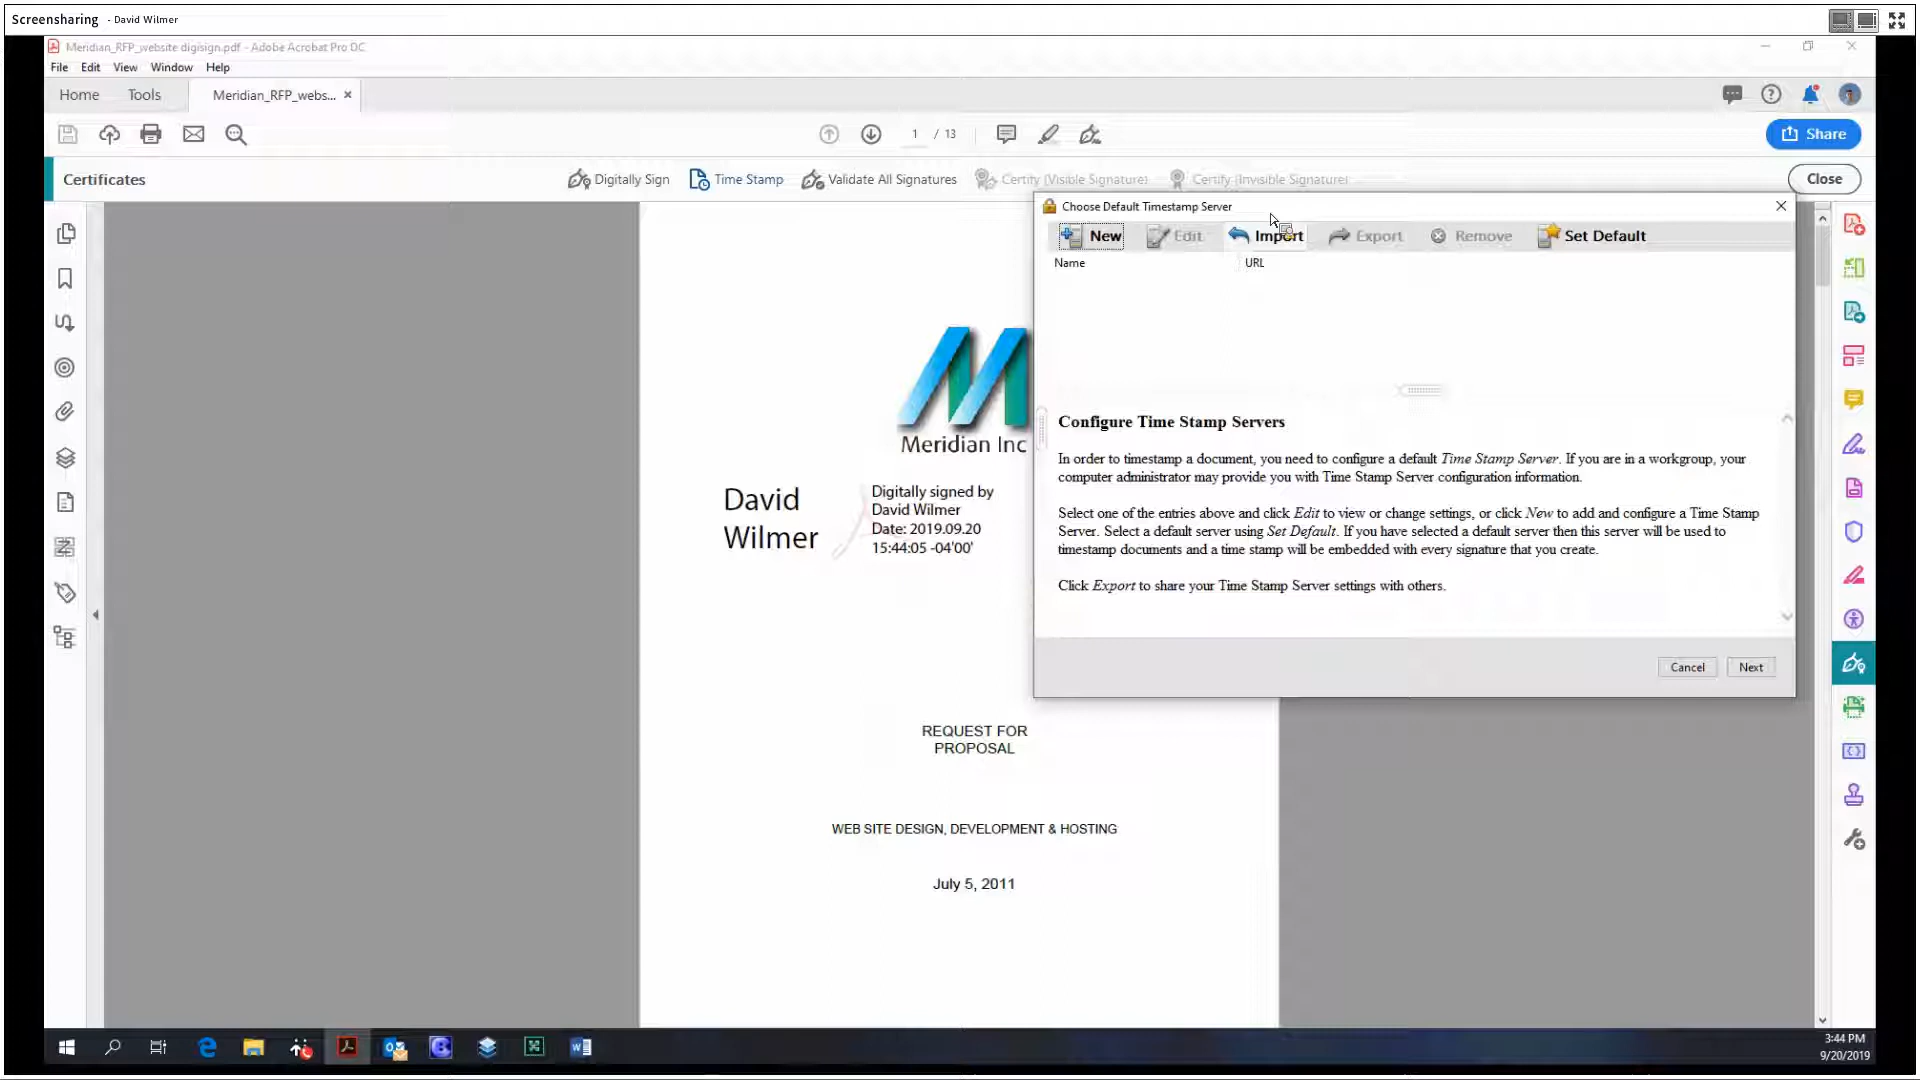 Screensharing - David Wilmer
Meridian_RFP_website digisign.pdf - Adobe Acrobat Pro DC
File Edit View Window Help
Home Tools Meridian_RFP_webs... ×
1 / 13
Share
Certificates
Digitally Sign Time Stamp Validate All Signatures Certify (Visible Signature) Certify (Invisible Signature)
Close
Choose Default Timestamp Server
New Edit Import Export Remove Set Default
Name URL
Configure Time Stamp Servers
In order to timestamp a document, you need to configure a default Time Stamp Server. If you are in a workgroup, your
computer administrator may provide you with Time Stamp Server configuration information.
Select one of the entries above and click Edit to view or change settings, or click New to add and configure a Time Stamp
Server. Select a default server using Set Default. If you have selected a default server then this server will be used to
timestamp documents and a time stamp will be embedded with every signature that you create.
Click Export to share your Time Stamp Server settings with others.
Cancel Next
Meridian Inc
David
Wilmer
Digitally signed by
David Wilmer
Date: 2019.09.20
15:44:05 -04'00'
REQUEST FOR
PROPOSAL
WEB SITE DESIGN, DEVELOPMENT & HOSTING
July 5, 2011
3:44 PM
9/20/2019